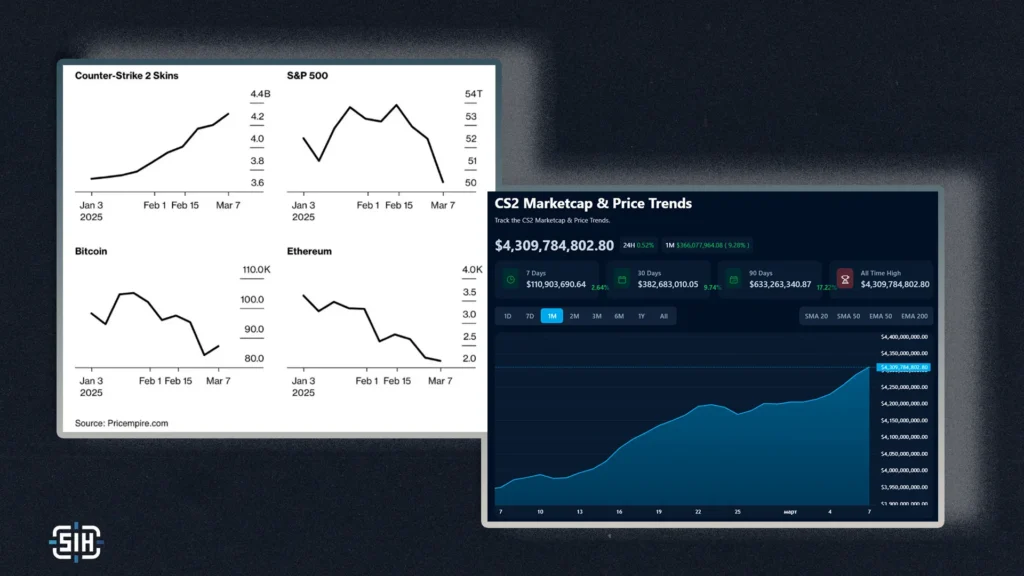 Counter-Strike 2 Skins
4.4B
4.2
4.0
3.8
3.6
Jan 3 Feb 1 Feb 15 Mar 7
2025
S&P 500
54T
53
52
51
50
Jan 3 Feb 1 Feb 15 Mar 7
2025
Bitcoin
110.0K
100.0
90.0
80.0
Jan 3 Feb 1 Feb 15 Mar 7
2025
Ethereum
4.0K
3.5
3.0
2.5
2.0
Jan 3 Feb 1 Feb 15 Mar 7
2025
Source: Pricempire.com
CS2 Marketcap & Price Trends
Track the CS2 Marketcap & Price Trends.
$4,309,784,802.80 24H 0.52% 1M $366,077,964.08 ( 9.28% )
7 Days
$110,903,690.64 2.64%
30 Days
$382,683,010.05 9.74%
90 Days
$633,263,340.87 17.22%
All Time High
$4,309,784,802.80
1D 7D 1M 2M 3M 6M 1Y All SMA 20 SMA 50 EMA 50 EMA 200
$4,400,000,000.00
$4,350,000,000.00
$4,309,784,802.80
$4,250,000,000.00
$4,200,000,000.00
$4,150,000,000.00
$4,100,000,000.00
$4,050,000,000.00
$4,000,000,000.00
$3,950,000,000.00
$3,900,000,000.00
7 10 13 16 19 22 25 март 4 7
SIH